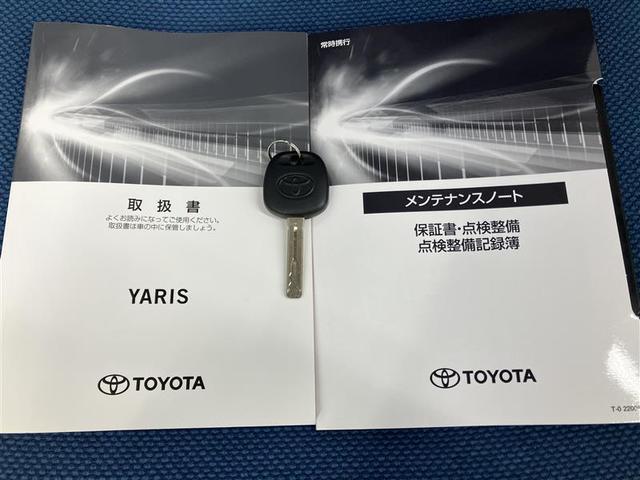 取扱書
よくお読みになってご使用ください。
取扱書は車の中に保管しましょう。
YARIS
TOYOTA
常時携行
メンテナンスノート
保証書・点検整備
点検整備記録簿
TOYOTA